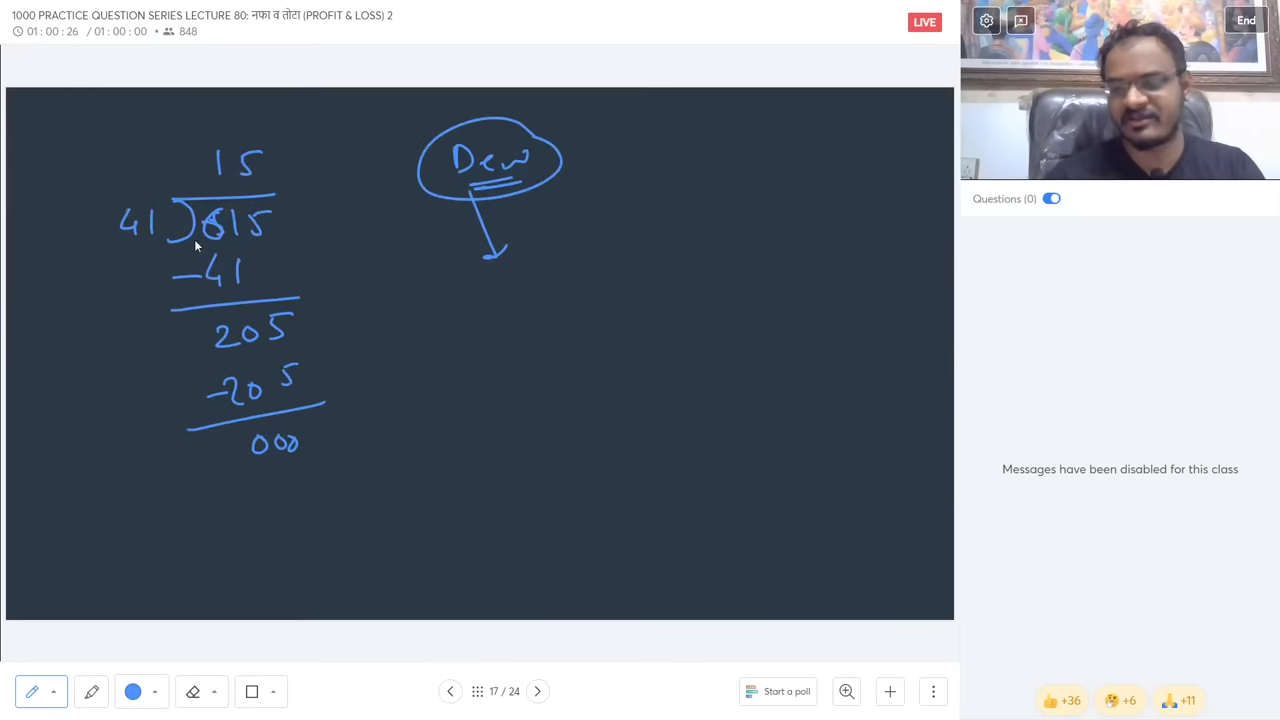 1000 PRACTICE QUESTION SERIES LECTURE 80: नफा व तोटा (PROFIT & LOSS) 2
01 : 00 : 26 / 01 : 00 : 00 • 848
LIVE
End
15
Dew
41 615
-41
205
-205
000
Questions (0)
Messages have been disabled for this class
17 / 24
Start a poll
+36
+6
+11